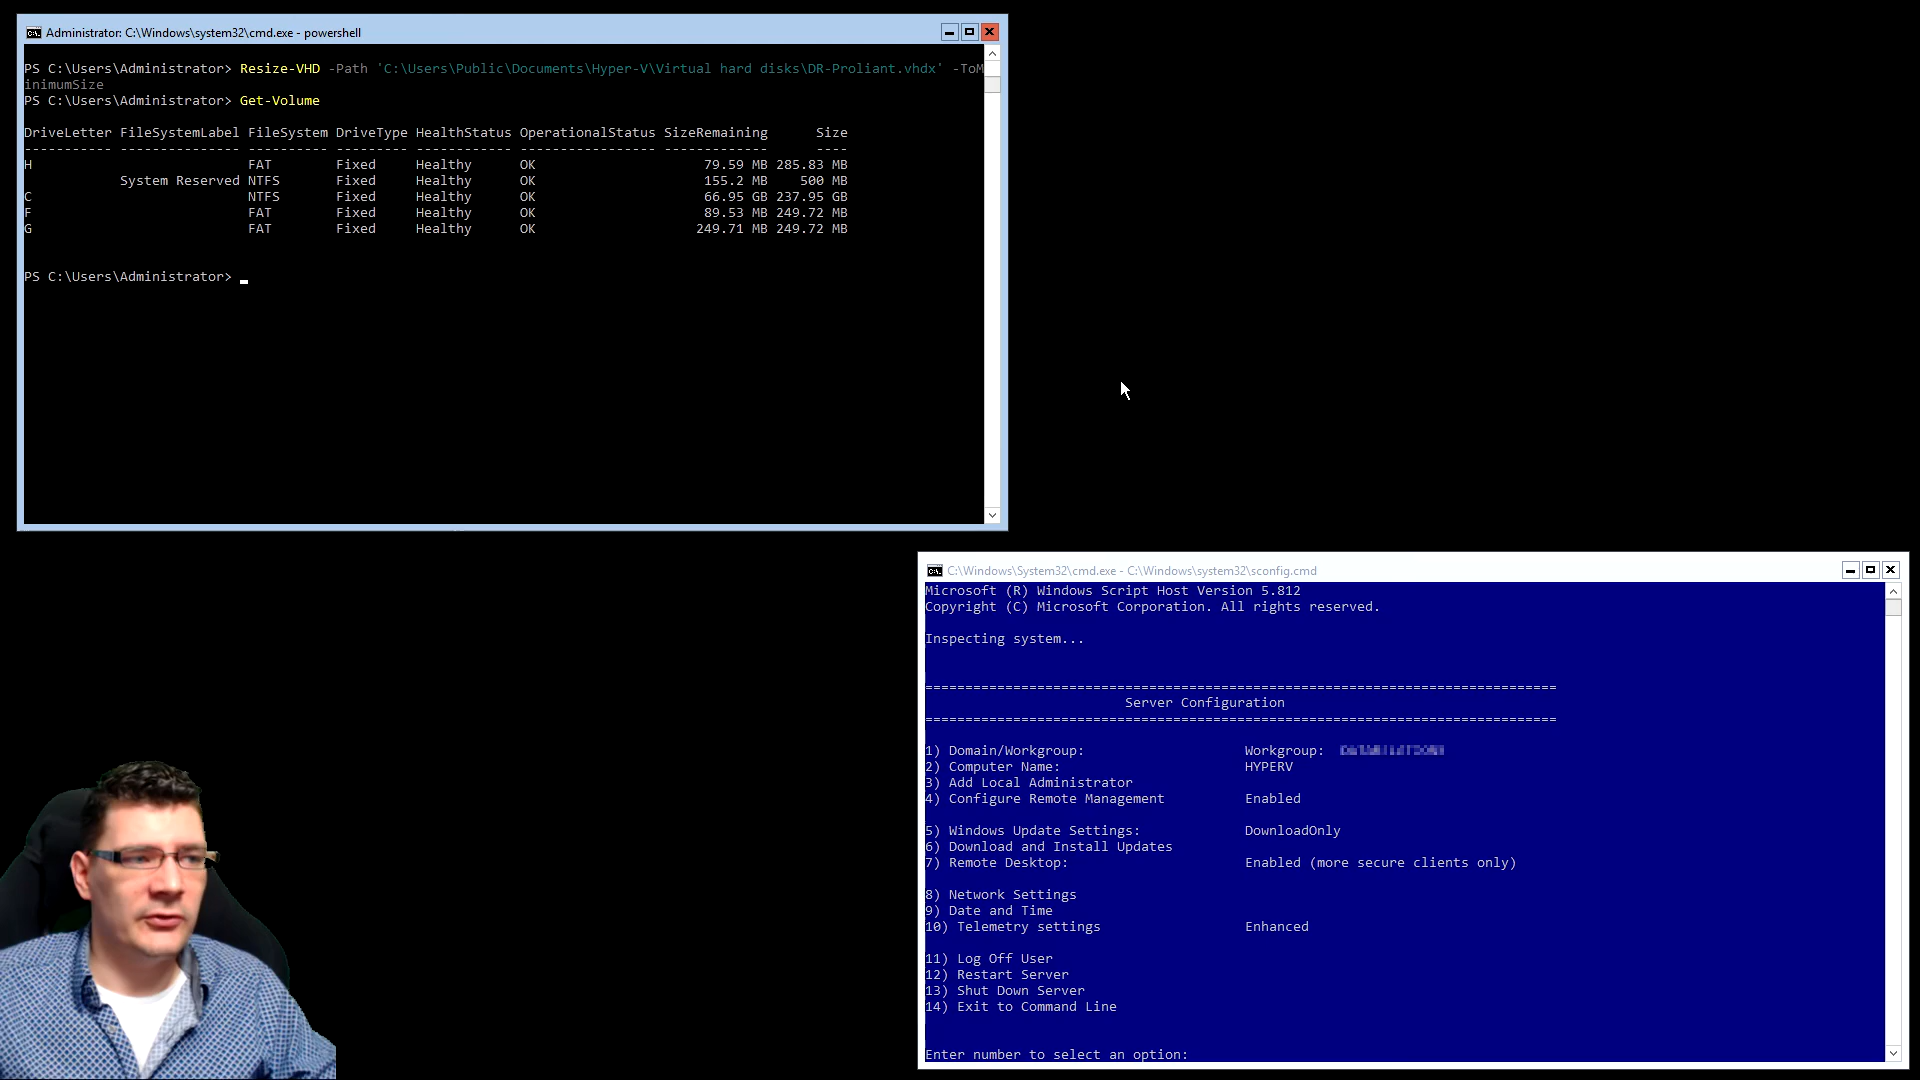 Administrator: C:\Windows\system32\cmd.exe - powershell
PS C:\Users\Administrator> Resize-VHD -Path 'C:\Users\Public\Documents\Hyper-V\Virtual hard disks\DR-Proliant.vhdx' -ToM
inimumSize
PS C:\Users\Administrator> Get-Volume
DriveLetter FileSystemLabel FileSystem DriveType HealthStatus OperationalStatus SizeRemaining Size
----------- --------------- ---------- --------- ------------ ----------------- ------------- ----
H FAT Fixed Healthy OK 79.59 MB 285.83 MB
System Reserved NTFS Fixed Healthy OK 155.2 MB 500 MB
C NTFS Fixed Healthy OK 66.95 GB 237.95 GB
F FAT Fixed Healthy OK 89.53 MB 249.72 MB
G FAT Fixed Healthy OK 249.71 MB 249.72 MB
PS C:\Users\Administrator>
C:\Windows\System32\cmd.exe - C:\Windows\system32\sconfig.cmd
Microsoft (R) Windows Script Host Version 5.812
Copyright (C) Microsoft Corporation. All rights reserved.
Inspecting system...
===============================================================================
Server Configuration
===============================================================================
1) Domain/Workgroup: Workgroup:
2) Computer Name: HYPERV
3) Add Local Administrator
4) Configure Remote Management Enabled
5) Windows Update Settings: DownloadOnly
6) Download and Install Updates
7) Remote Desktop: Enabled (more secure clients only)
8) Network Settings
9) Date and Time
10) Telemetry settings Enhanced
11) Log Off User
12) Restart Server
13) Shut Down Server
14) Exit to Command Line
Enter number to select an option: